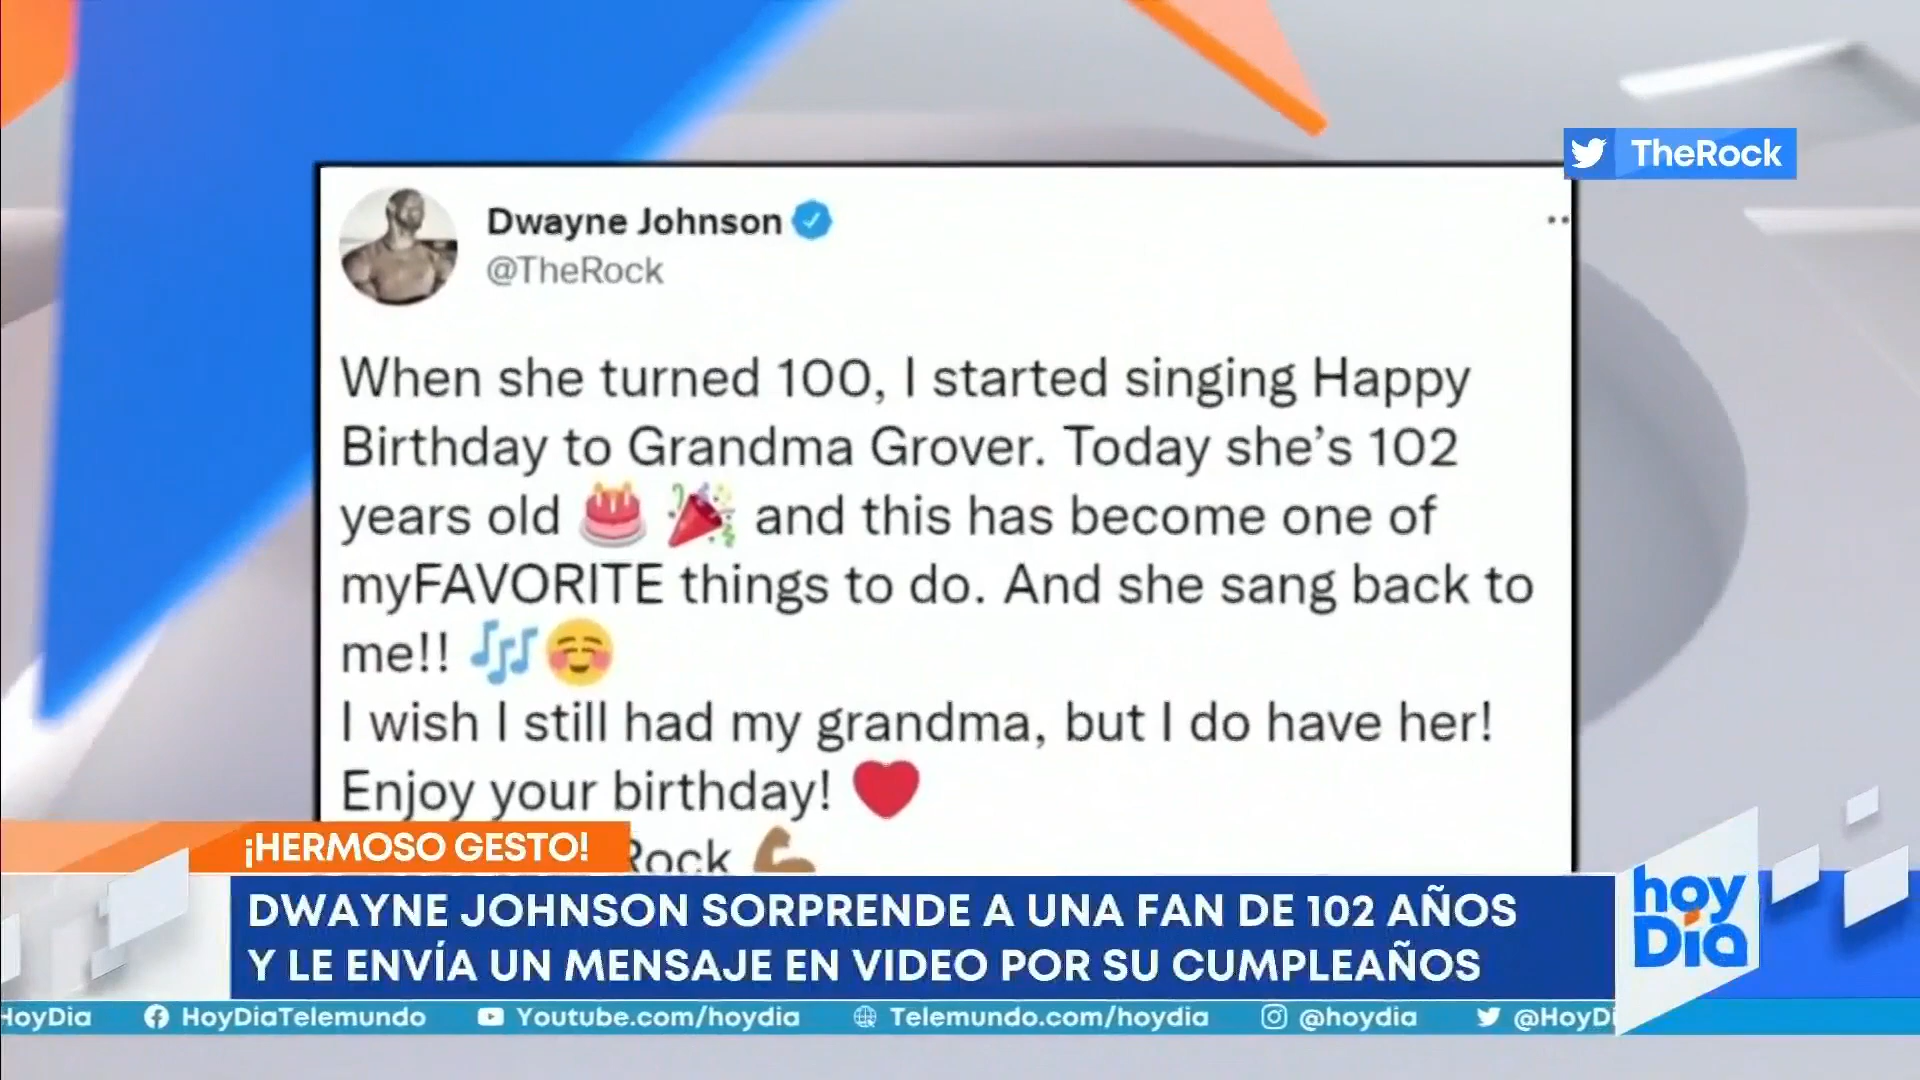 TheRock
Dwayne Johnson
@TheRock
When she turned 100, I started singing Happy
Birthday to Grandma Grover. Today she's 102
years old 🎂 🎉 and this has become one of
myFAVORITE things to do. And she sang back to
me!! 🎶☺️
I wish I still had my grandma, but I do have her!
Enjoy your birthday! ❤️
Rock 💪🏽
¡HERMOSO GESTO!
DWAYNE JOHNSON SORPRENDE A UNA FAN DE 102 AÑOS
Y LE ENVÍA UN MENSAJE EN VIDEO POR SU CUMPLEAÑOS
hoy
Día
HoyDia HoyDiaTelemundo Youtube.com/hoydia Telemundo.com/hoydia @hoydia @HoyDi